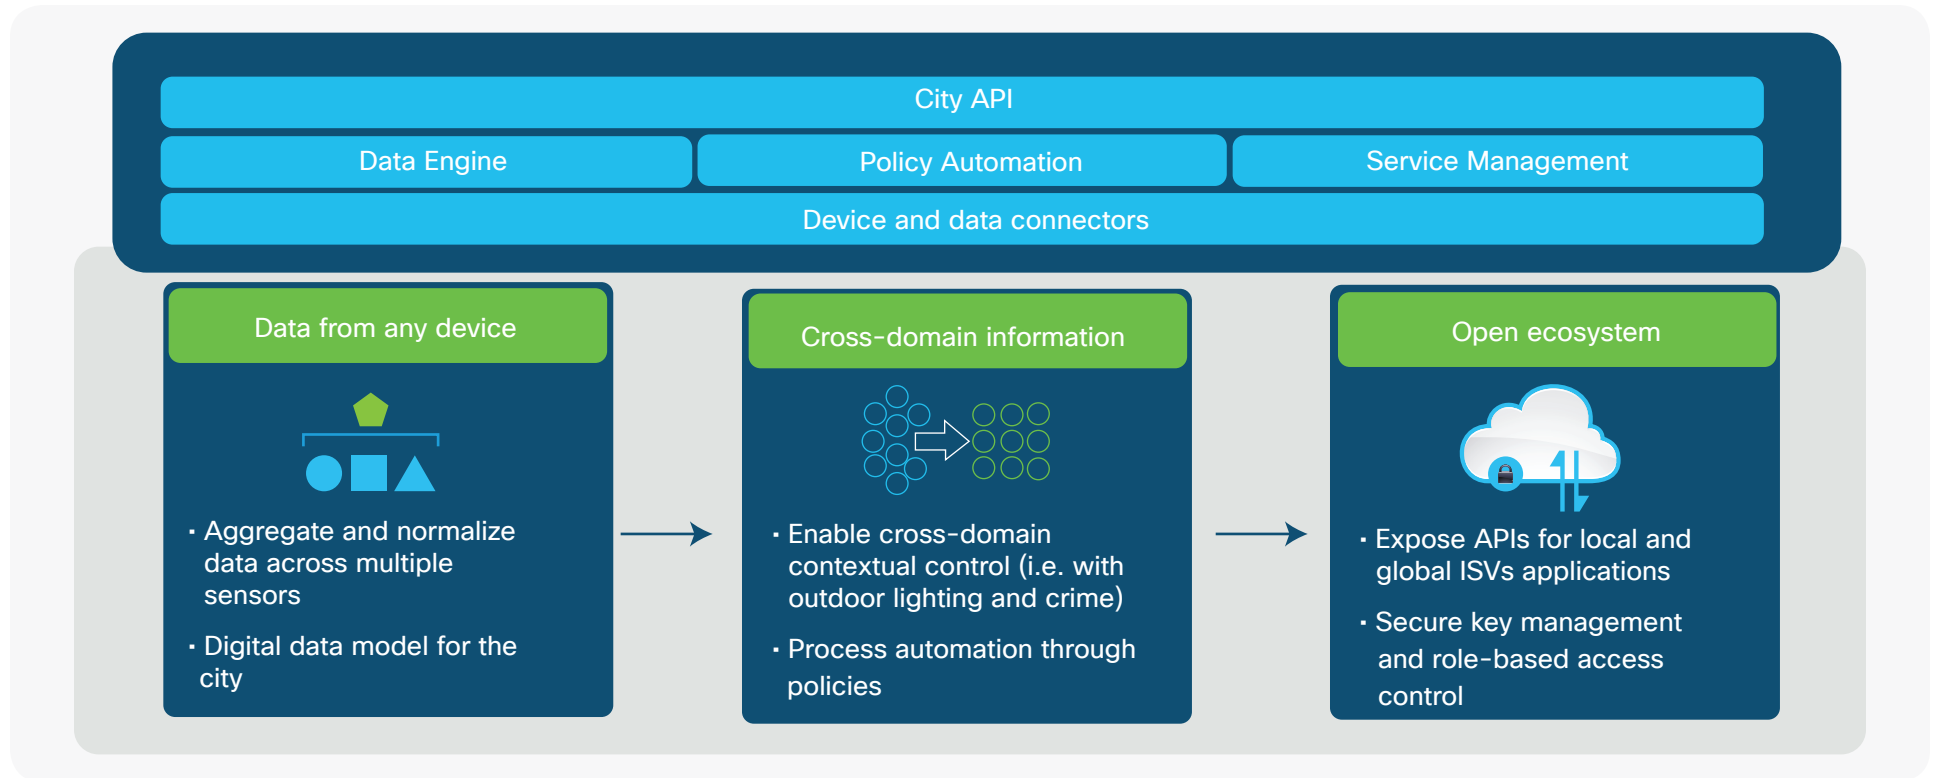 City API
Data Engine
Policy Automation
Service Management
Device and data connectors
Data from any device
· Aggregate and normalize
data across multiple
sensors
· Digital data model for the
city
Cross-domain information
· Enable cross-domain
contextual control (i.e. with
outdoor lighting and crime)
· Process automation through
policies
Open ecosystem
· Expose APIs for local and
global ISVs applications
· Secure key management
and role-based access
control